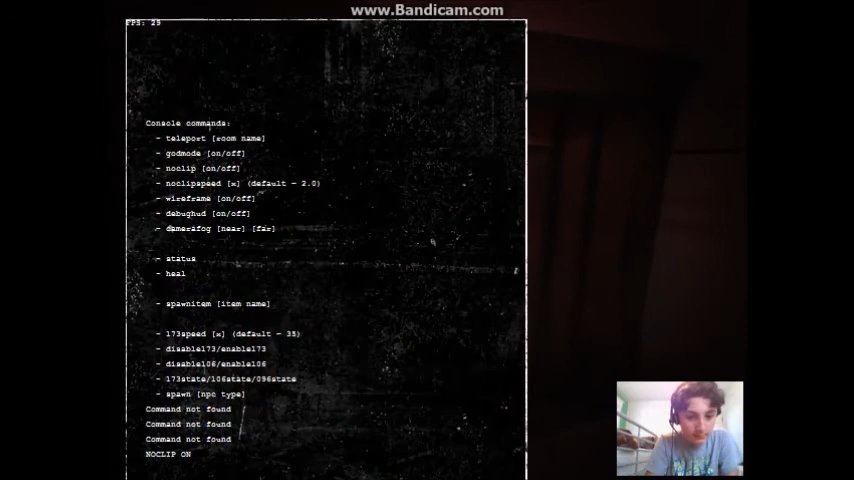 www.Bandicam.com
FPS: 29
Console commands:
- teleport [room name]
- godmode [on/off]
- noclip [on/off]
- noclipspeed [x] (default - 2.0)
- wireframe [on/off]
- debughud [on/off]
- camerafog [near] [far]
- status
- heal
- spawnitem [item name]
- 173speed [x] (default - 35)
- disable173/enable173
- disable106/enable106
- 173state/106state/096state
- spawn [npc type]
Command not found
Command not found
Command not found
NOCLIP ON